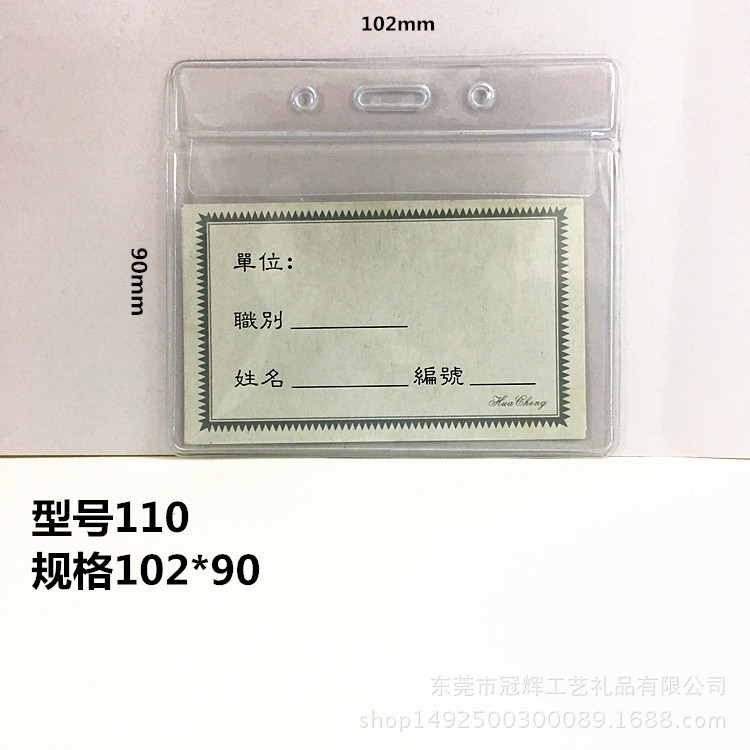 102mm
90mm
單位：
職別
姓名 編號
Hua Cheng
型号110
规格102*90
东莞市冠辉工艺礼品有限公司
shop1492500300089.1688.com